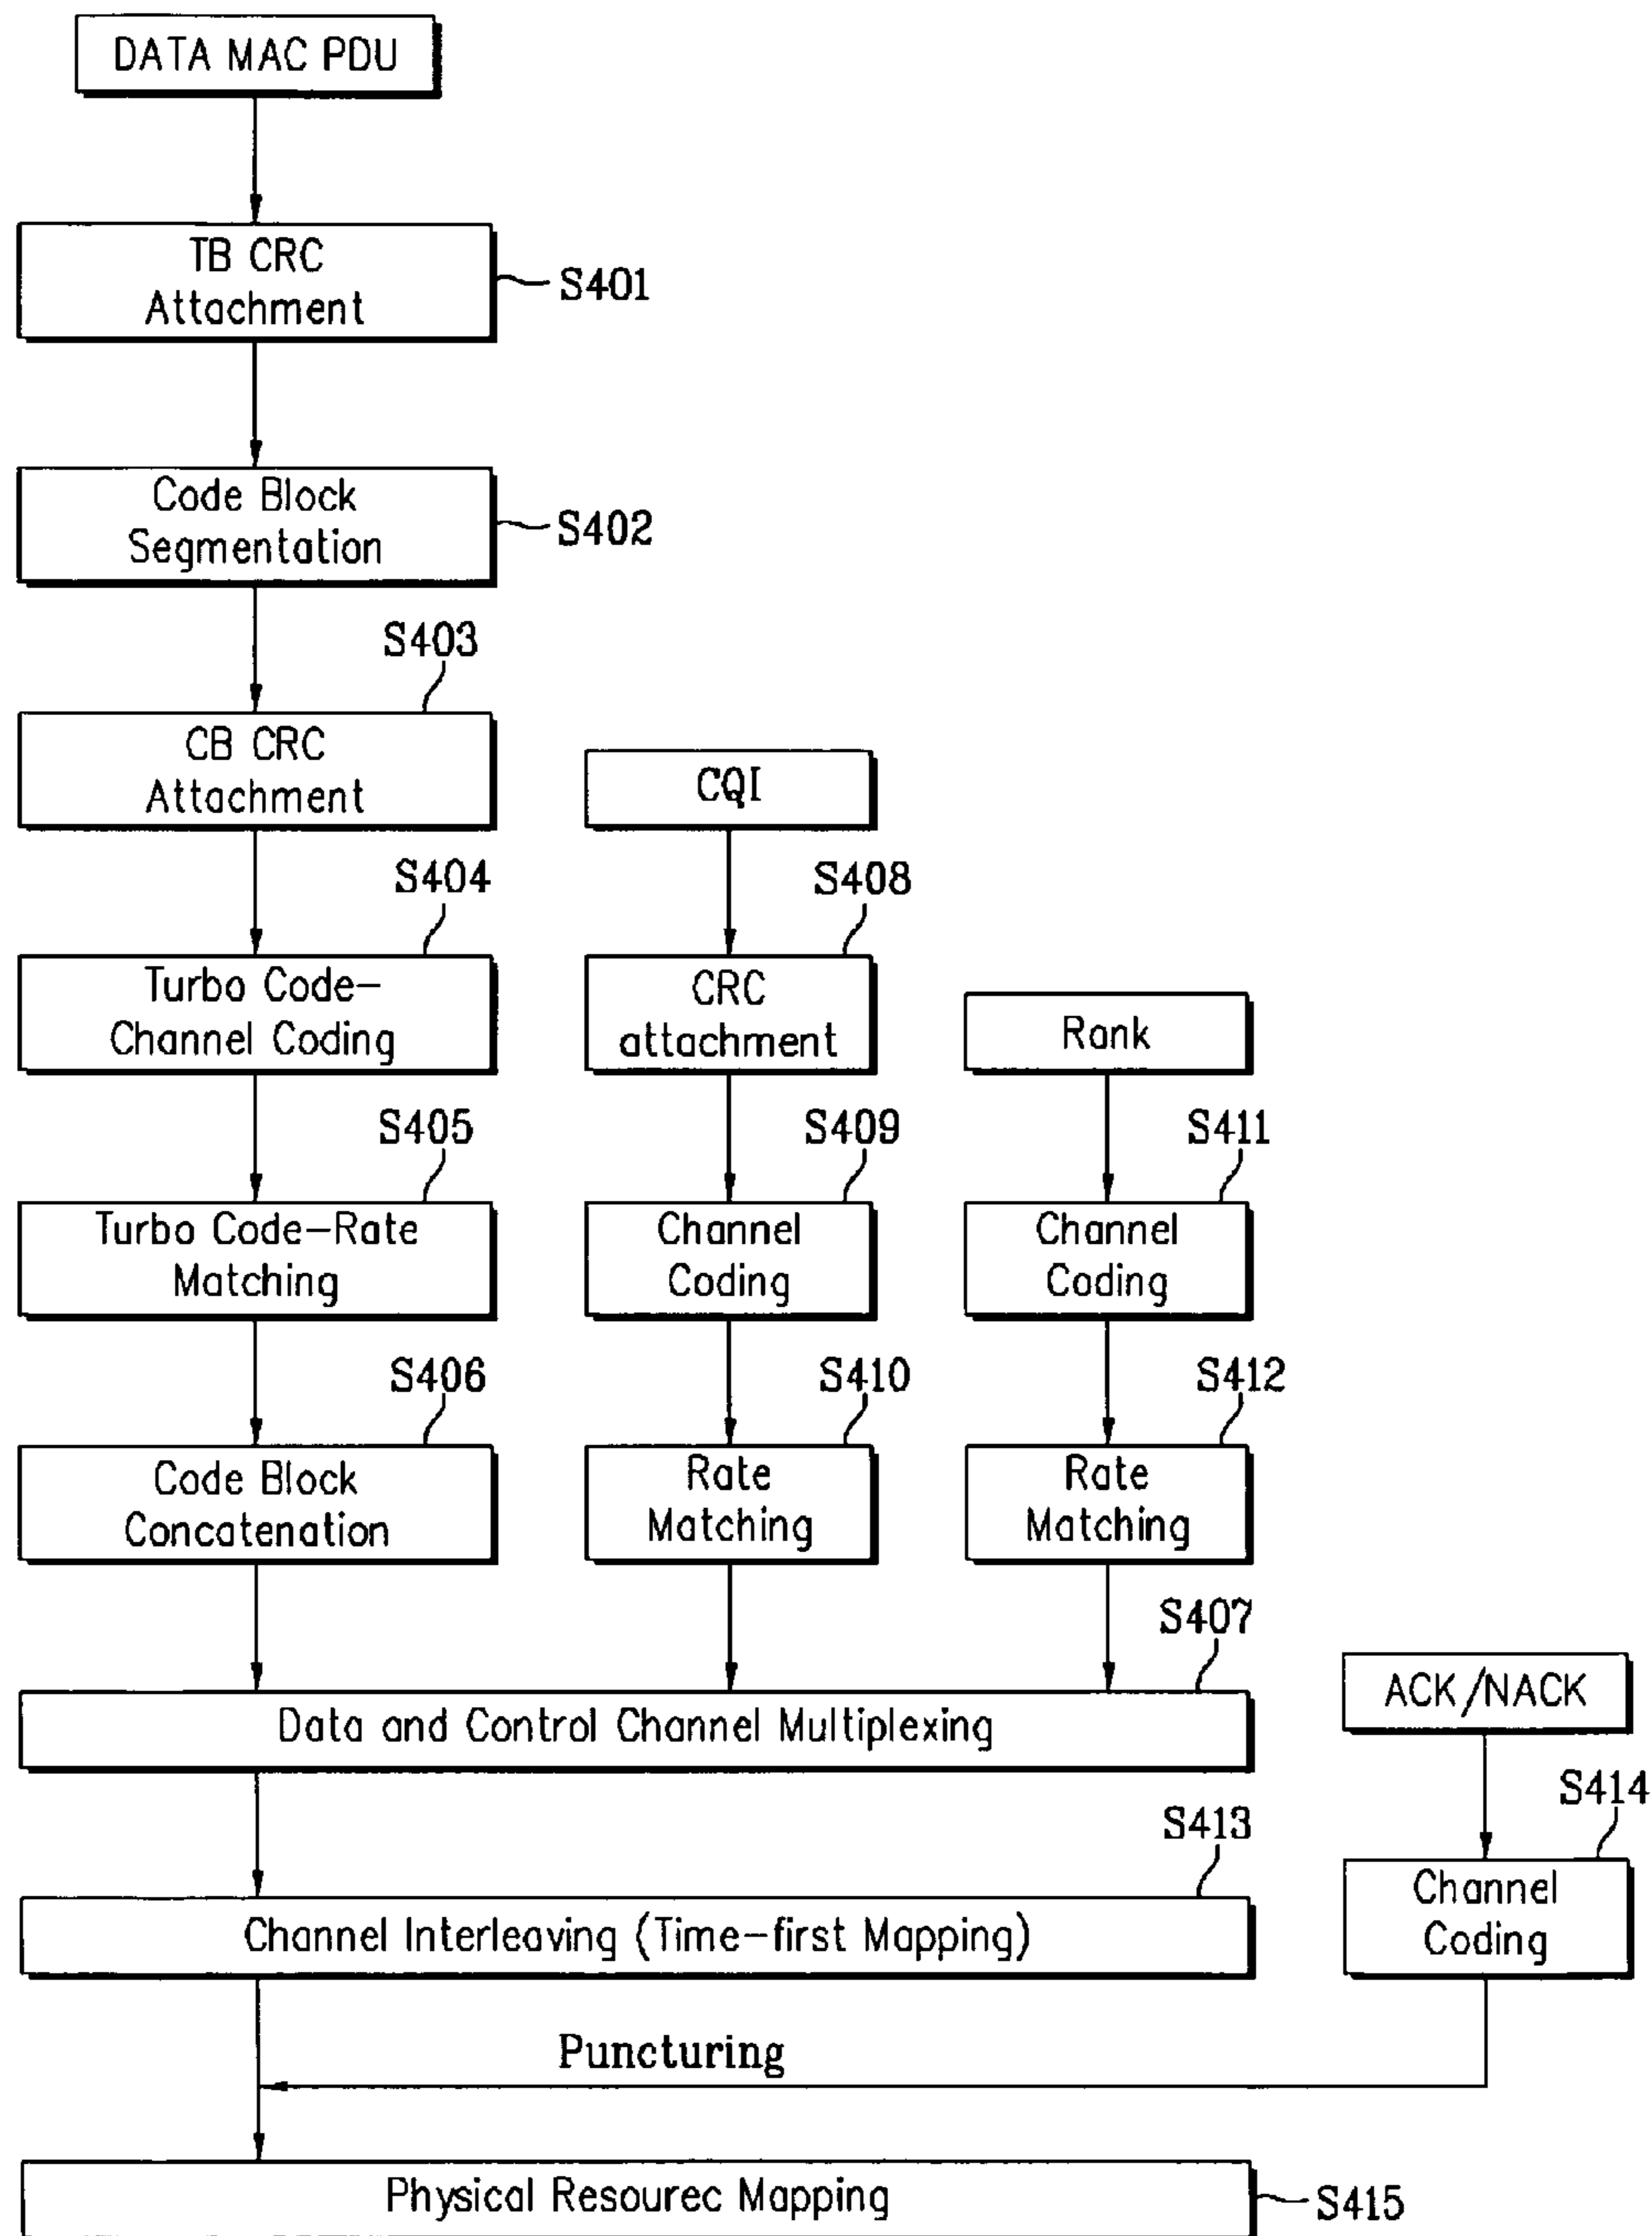 DATA MAC PDU
TB CRC
Attachment
S401
Code Block
Segmentation
S402
S403
CB CRC
Attachment
CQI
S404
S408
Turbo Code-
Channel Coding
CRC
attachment
Rank
S405
S409
S411
Turbo Code-Rate
Matching
Channel
Coding
Channel
Coding
S406
S410
S412
Code Block
Concatenation
Rate
Matching
Rate
Matching
S407
Data and Control Channel Multiplexing
ACK/NACK
S414
S413
Channel
Coding
Channel Interleaving (Time-first Mapping)
Puncturing
Physical Resourec Mapping
S415